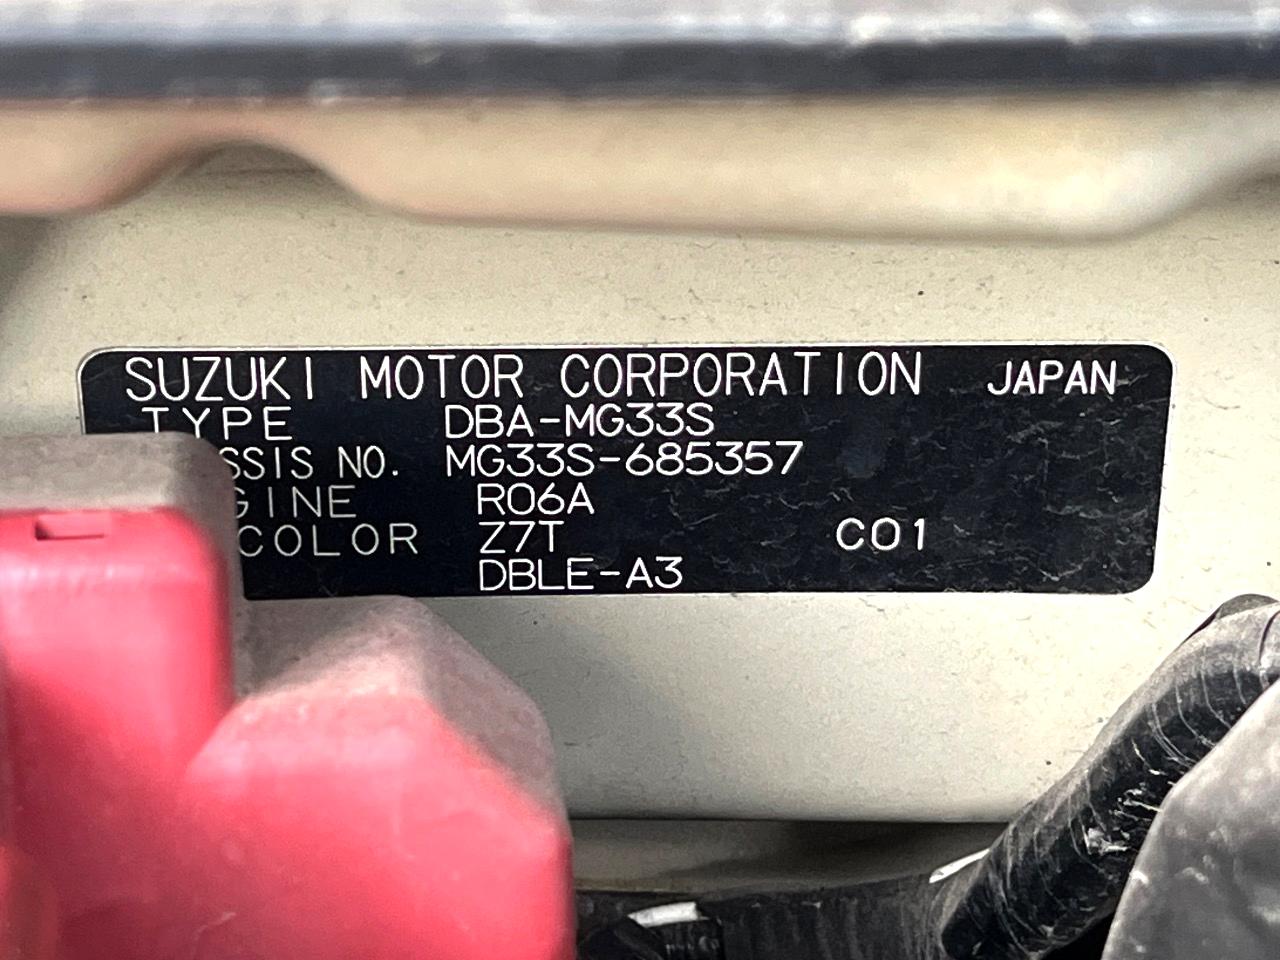 SUZUKI MOTOR CORPORATION JAPAN
TYPE DBA-MG33S
SSIS NO. MG33S-685357
GINE R06A
COLOR Z7T C01
DBLE-A3